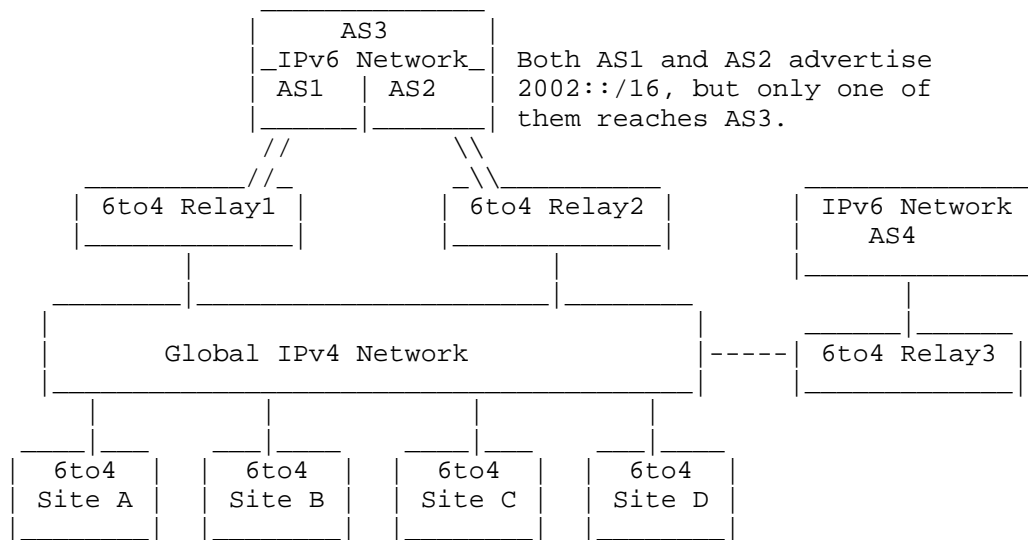 AS3
IPv6 Network
Both AS1 and AS2 advertise
AS1 AS2
2002::/16, but only one of
them reaches AS3.
6to4 Relay1
6to4 Relay2
IPv6 Network
AS4
Global IPv4 Network
6to4 Relay3
6to4
Site A
6to4
Site B
6to4
Site C
6to4
Site D